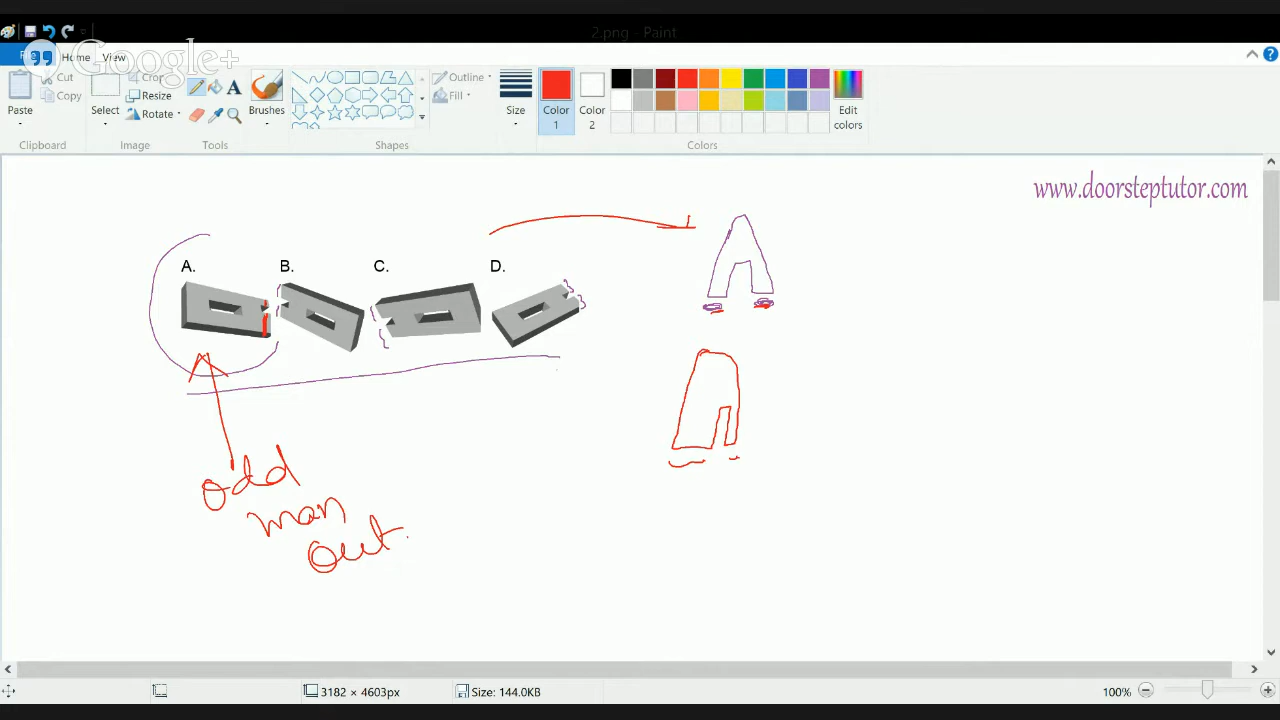 2.png - Paint
File
Home
View
Google+
Paste
Cut
Copy
Clipboard
Select
Crop
Resize
Rotate
Image
A
Tools
Brushes
Outline
Fill
Shapes
Size
Color
1
Color
2
Edit
colors
Colors
www.doorsteptutor.com
A.
B.
C.
D.
A
odd
man
out.
3182 × 4603px
Size: 144.0KB
100%